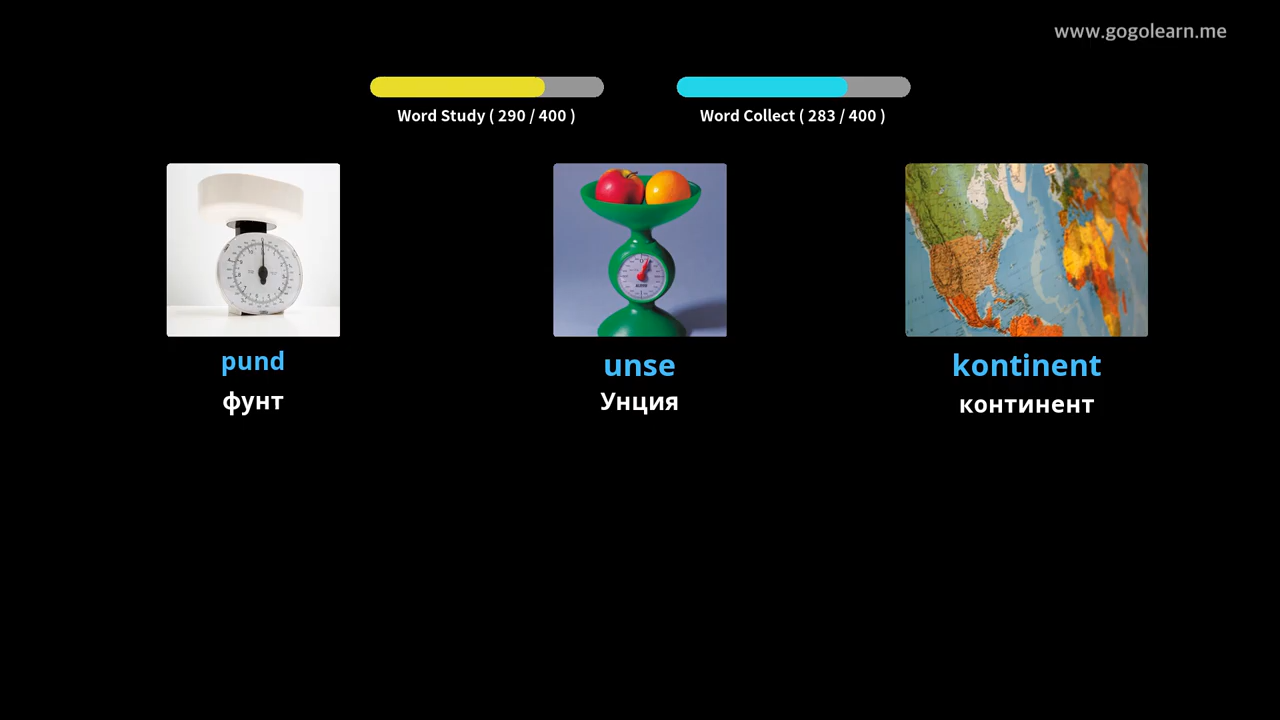 www.gogolearn.me
Word Study ( 290 / 400 )
Word Collect ( 283 / 400 )
pund
фунт
unse
Унция
kontinent
континент